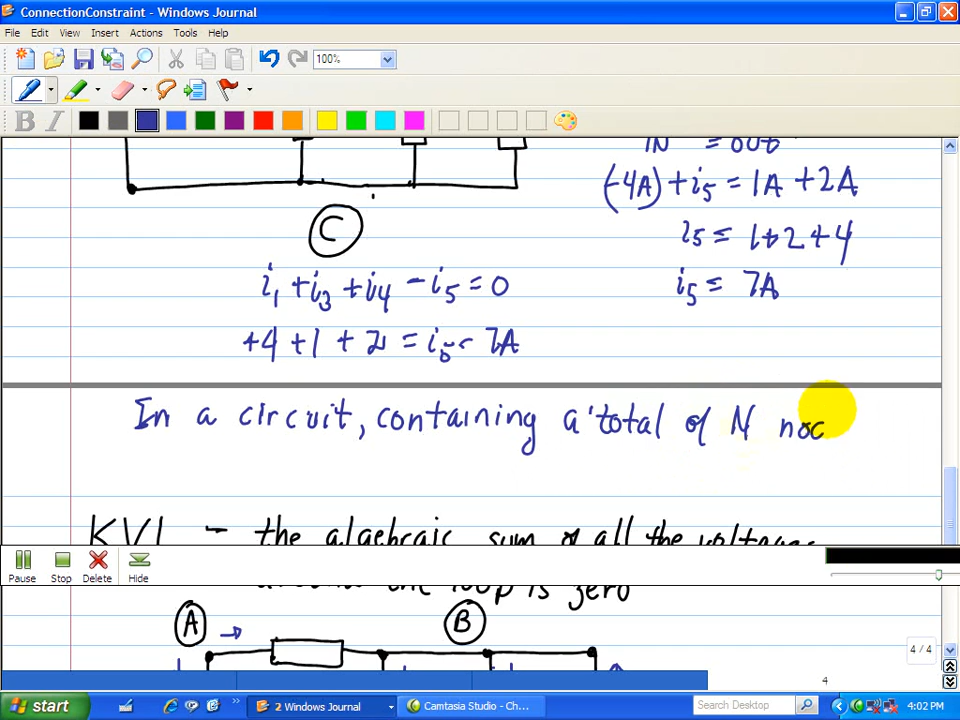 ConnectionConstraint - Windows Journal
File Edit View Insert Actions Tools Help
100%
B I
IN = out
(-4A) + i5 = 1A + 2A
C
i5 = 1+2+4
i1 + i3 + i4 - i5 = 0
i5 = 7A
+4 +1 + 2 = i5 = 7A
In a circuit, containing a total of N noc
KVL - the algebraic sum of all the voltages
Pause Stop Delete Hide
the loop is zero
A → B
4 / 4
4
start » 2 Windows Journal Camtasia Studio - Ch... Search Desktop 4:02 PM